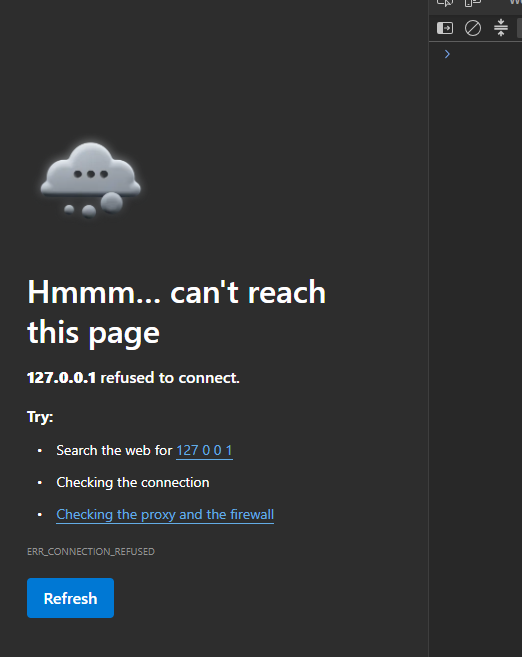 Hmmm... can't reach
this page
127.0.0.1 refused to connect.
Try:
• Search the web for 127 0 0 1
• Checking the connection
• Checking the proxy and the firewall
ERR_CONNECTION_REFUSED
Refresh